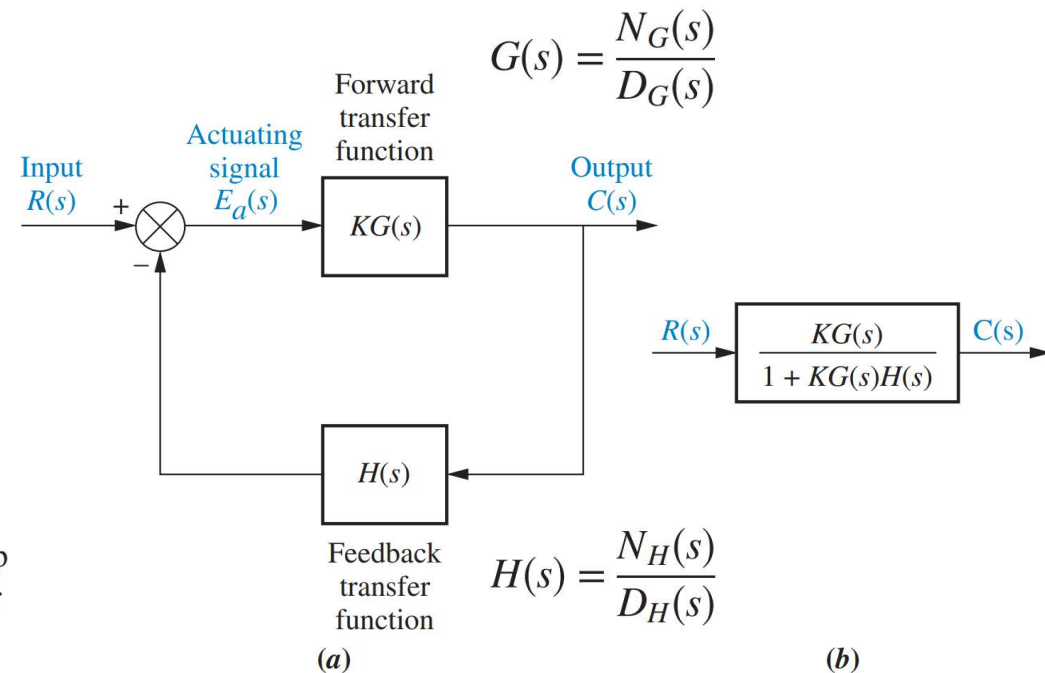 G(s) = N_G(s) / D_G(s)
Forward
transfer
function
Actuating
signal
E_a(s)
Input
R(s)
+
−
KG(s)
Output
C(s)
R(s)
KG(s) / 1 + KG(s)H(s)
C(s)
H(s)
Feedback
transfer
function
H(s) = N_H(s) / D_H(s)
p
(a)
(b)